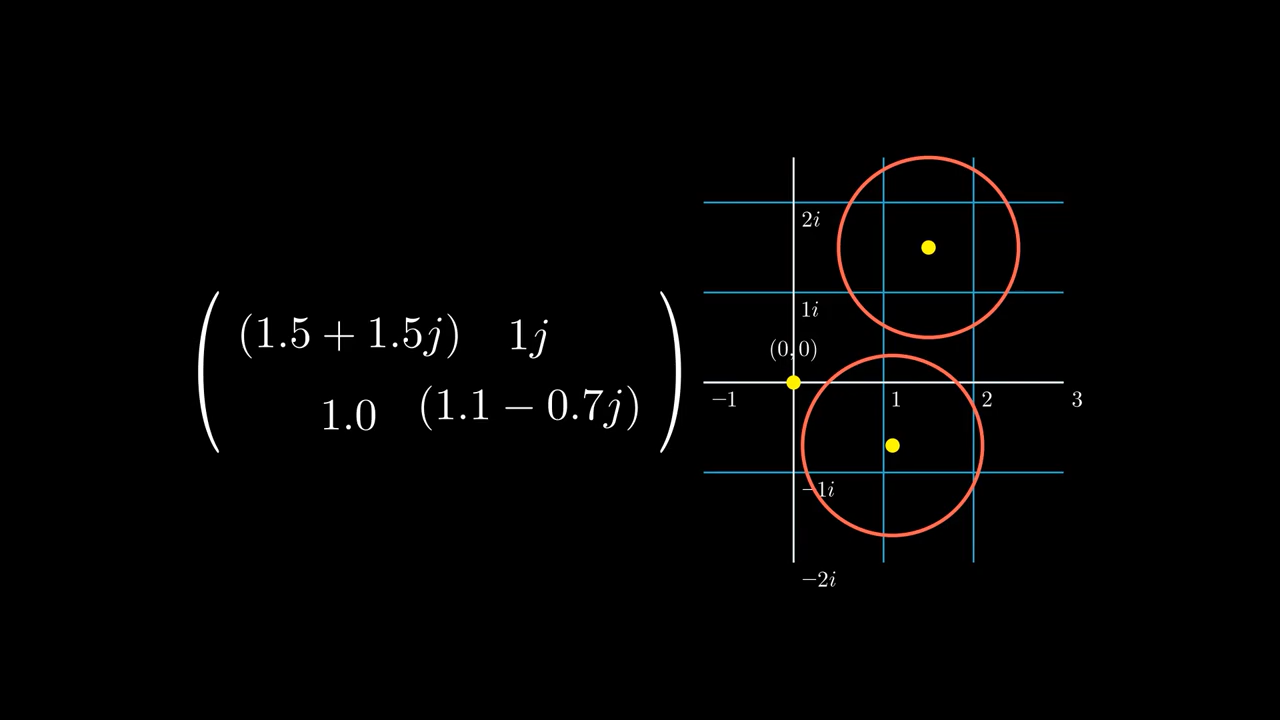 (1.5 + 1.5j) 1j
1.0 (1.1 − 0.7j)
2i
1i
(0,0)
−1 1 2 3
−1i
−2i